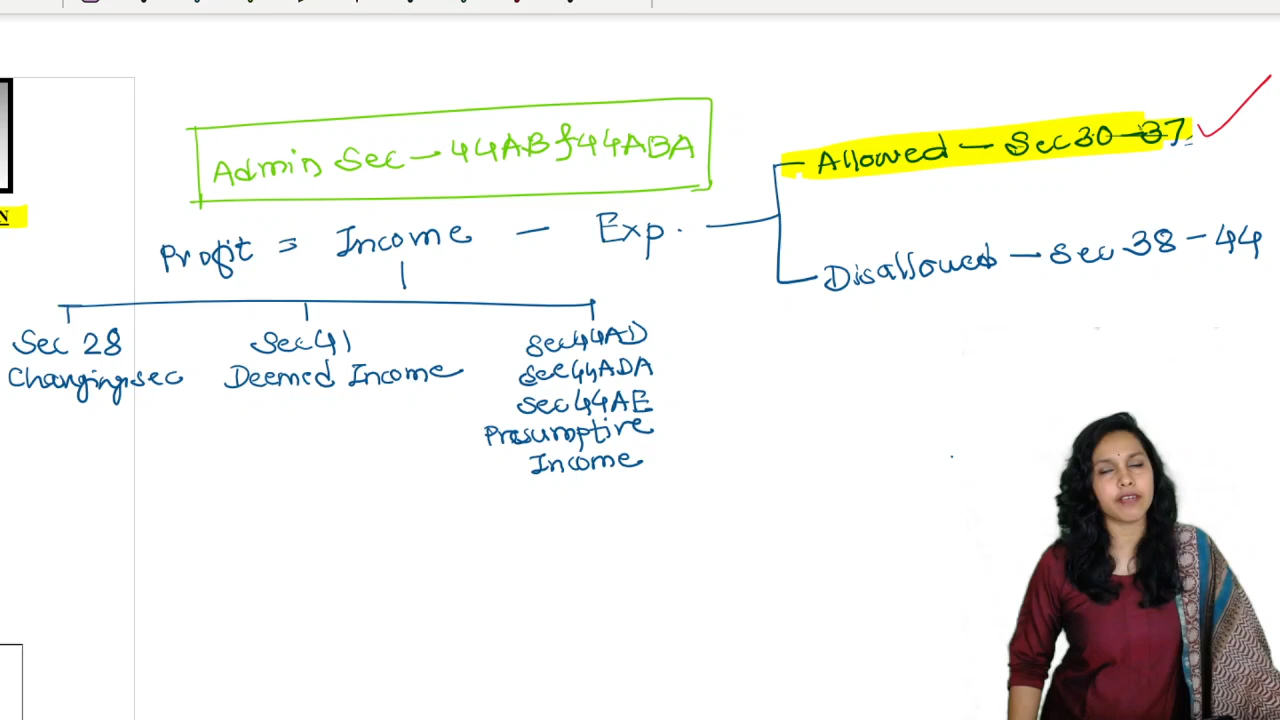 Admin Sec - 44AB & 44ABA
Allowed - Sec 30-37
N
Profit = Income - Exp.
Disallowed - Sec 38-44
Sec 28
Changing sec
Sec 41
Deemed Income
Sec 44AD
Sec 44ADA
Sec 44AE
Presumptive
Income